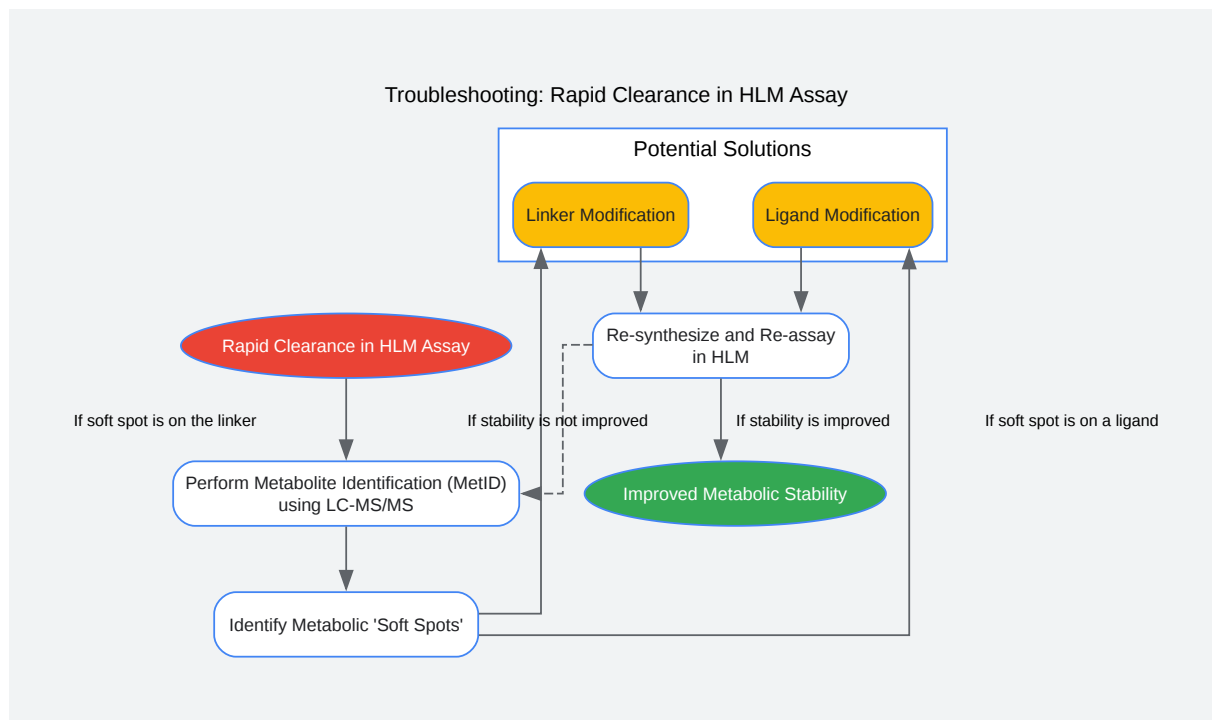 Troubleshooting: Rapid Clearance in HLM Assay
Potential Solutions
Linker Modification
Ligand Modification
Rapid Clearance in HLM Assay
Re-synthesize and Re-assay
in HLM
If soft spot is on the linker
If stability is not improved
If stability is improved
If soft spot is on a ligand
Perform Metabolite Identification (MetID)
using LC-MS/MS
Improved Metabolic Stability
Identify Metabolic 'Soft Spots'